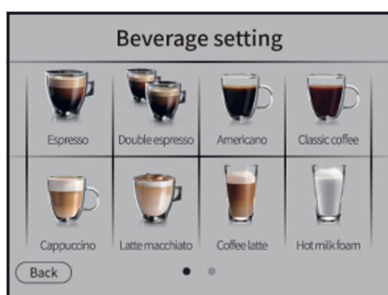 Beverage setting
Espresso Double espresso Americano Classic coffee
Cappuccino Latte macchiato Coffee latte Hot milk foam
Back